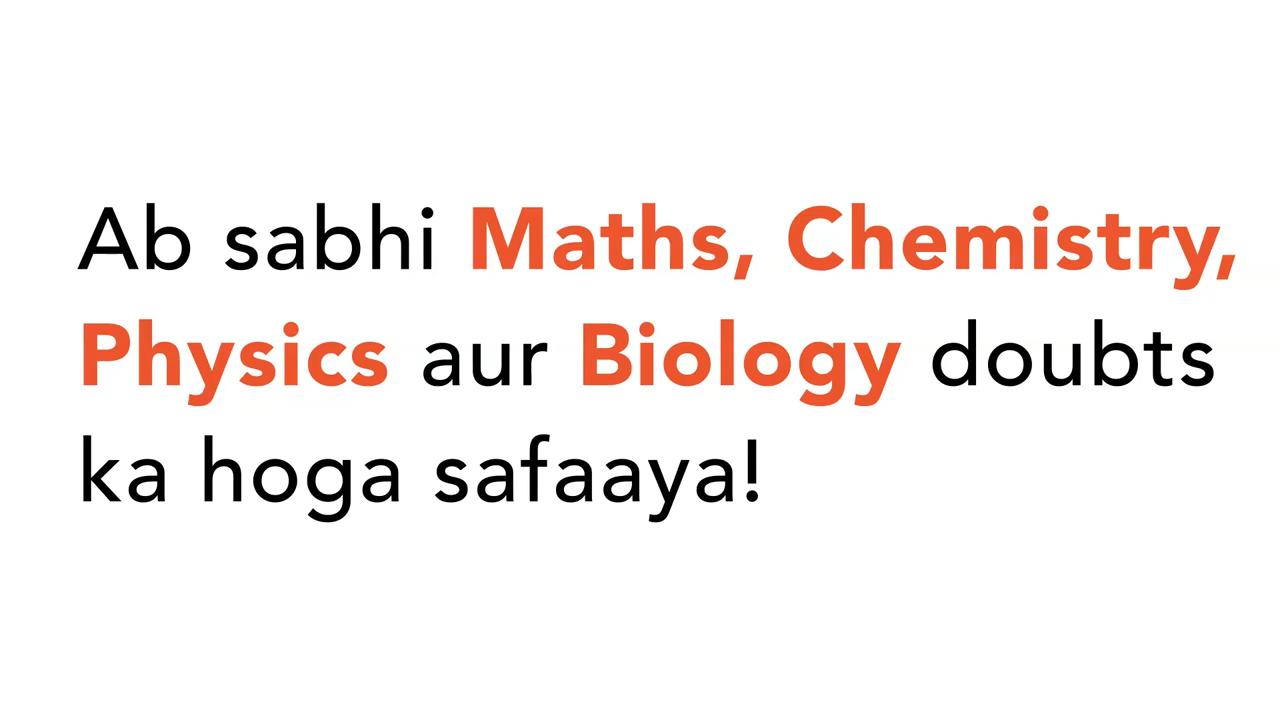 Ab sabhi Maths, Chemistry,
Physics aur Biology doubts
ka hoga safaaya!